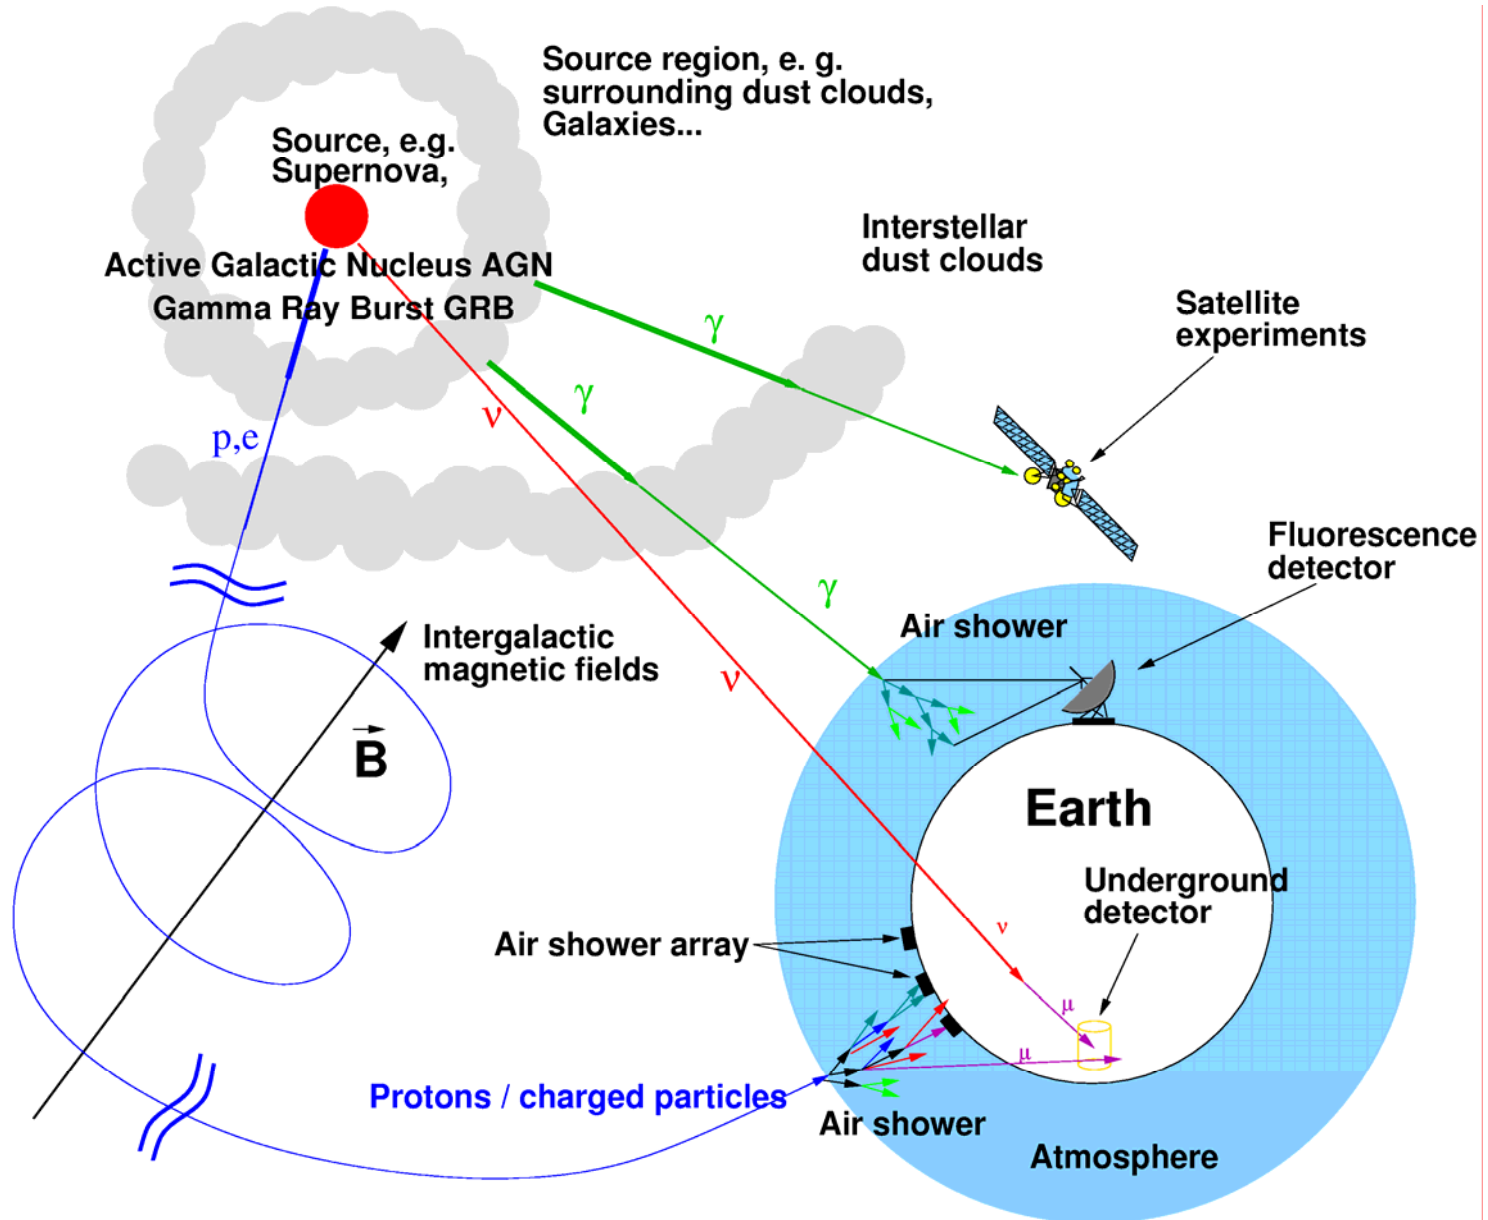 Source region, e. g.
surrounding dust clouds,
Galaxies...
Source, e.g.
Supernova,
Active Galactic Nucleus AGN
Gamma Ray Burst GRB
Interstellar
dust clouds
Satellite
experiments
γ
γ
ν
p,e
Fluorescence
detector
γ
Air shower
Intergalactic
magnetic fields
ν
B
Earth
Underground
detector
ν
Air shower array
μ
μ
Protons / charged particles
Air shower
Atmosphere